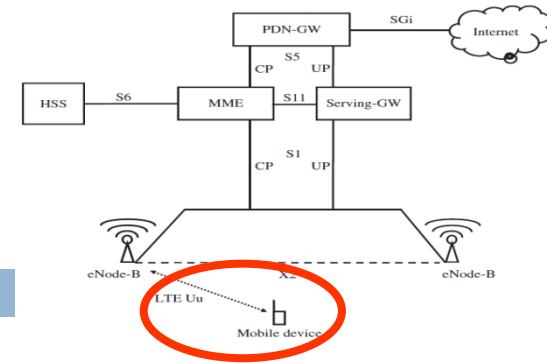 PDN-GW
SGi
Internet
S5
CP UP
HSS
S6
MME
S11
Serving-GW
S1
CP UP
eNode-B
X2
eNode-B
LTE Uu
Mobile device